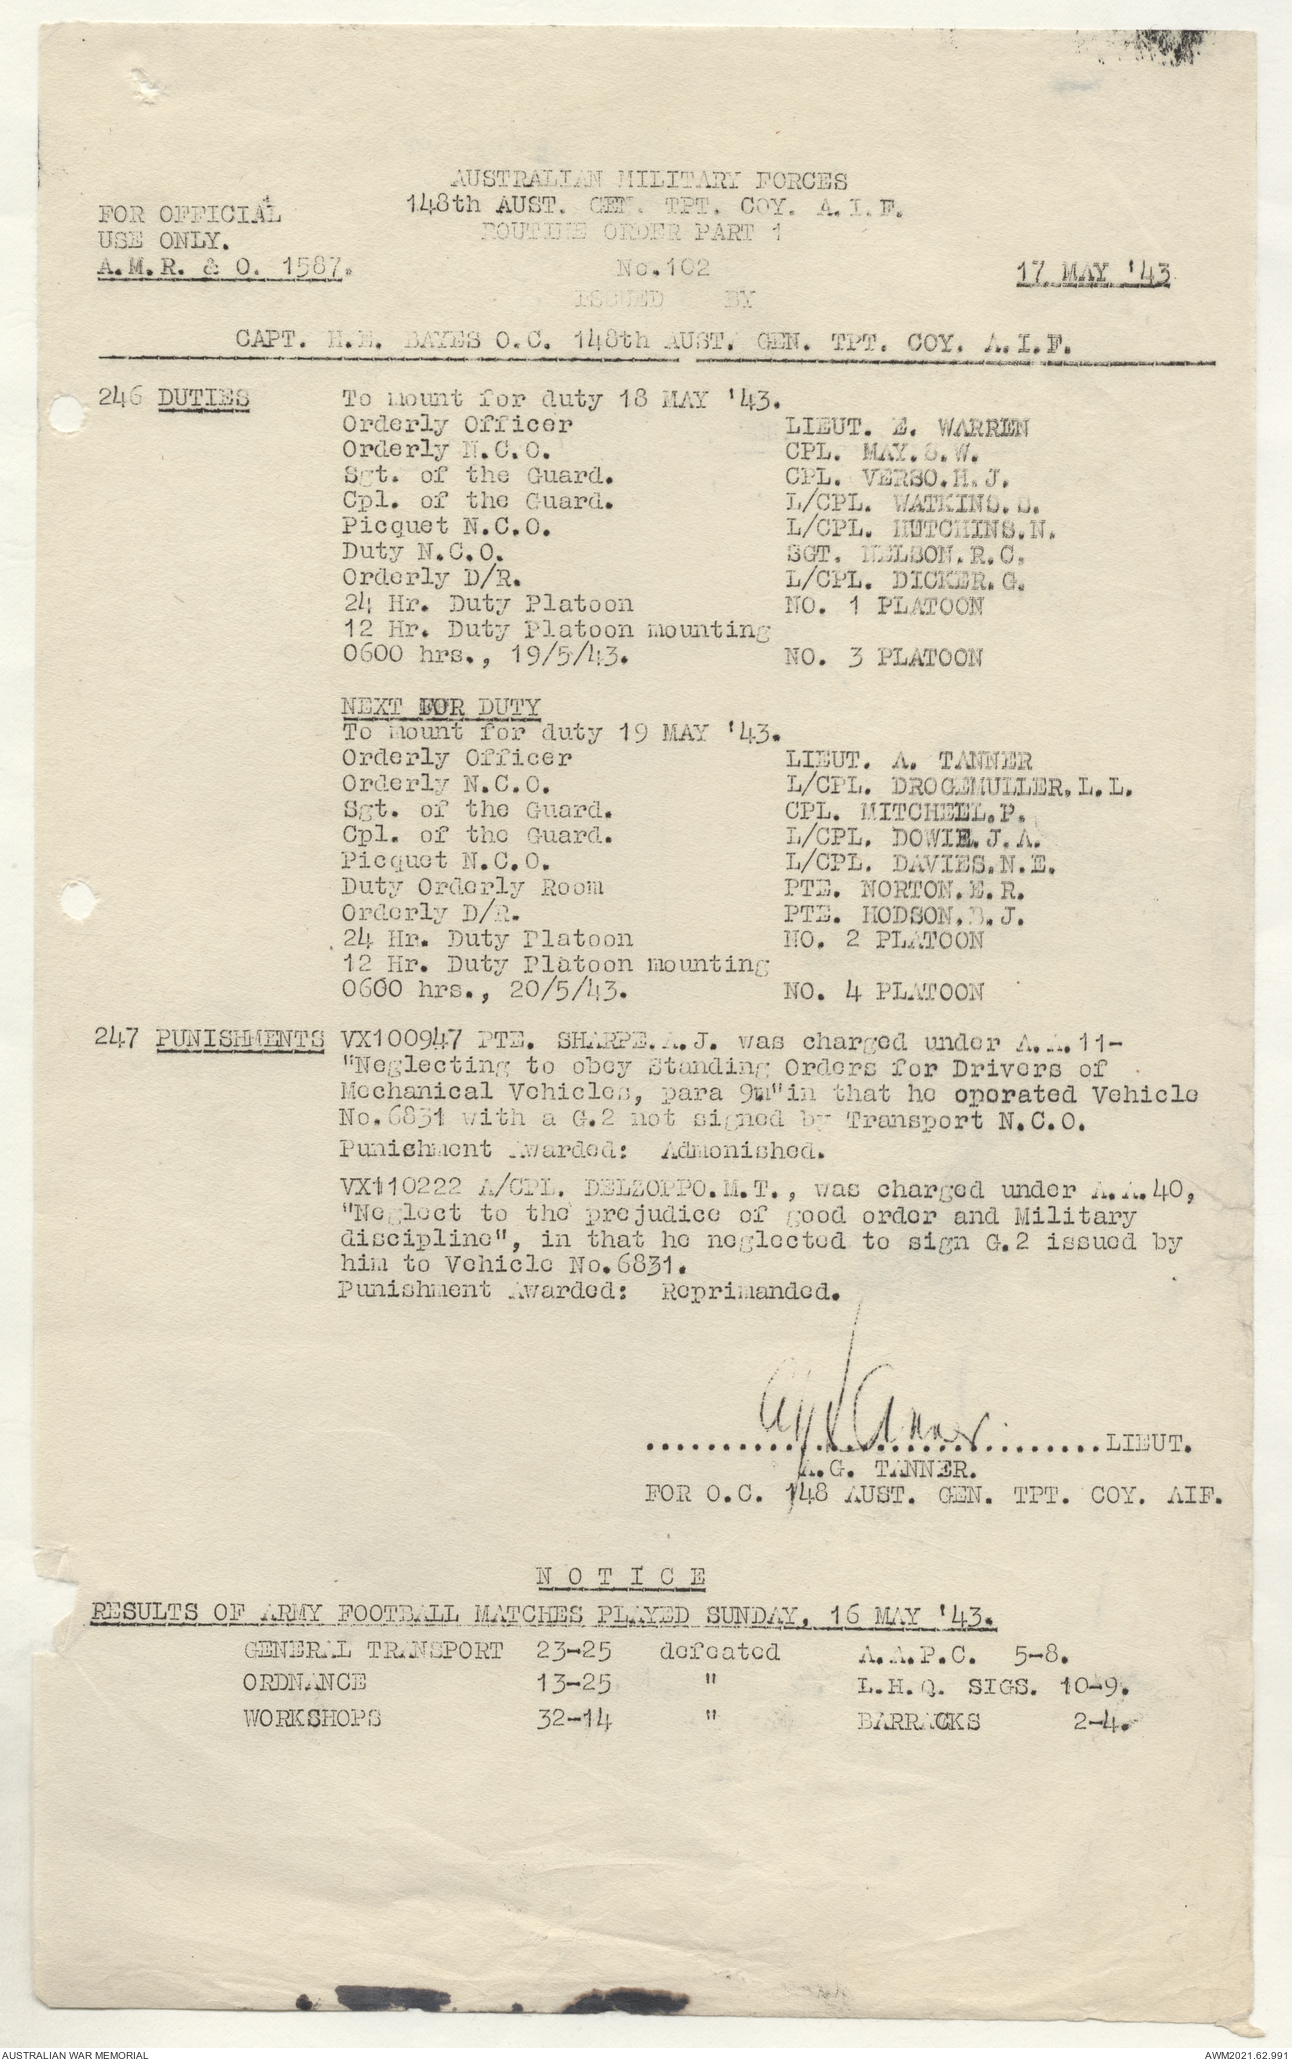 AUSTRALIAN MILITARY FORCES
148th AUST. GEN. TPT. COY. A.I.F.
FOR OFFICIAL
USE ONLY.
ROUTINE ORDER PART 1
A.M.R. & O. 1587.
No.102
17 MAY '43
ISSUED BY
CAPT. H.E. BAYES O.C. 148th AUST. GEN. TPT. COY. A.I.F.
246 DUTIES To mount for duty 18 MAY '43.
Orderly Officer LIEUT. E. WARREN
Orderly N.C.O. CPL. MAY.S.W.
Sgt. of the Guard. CPL. VERSO.H.J.
Cpl. of the Guard. L/CPL. WATKINS.S.
Picquet N.C.O. L/CPL. HUTCHINS.N.
Duty N.C.O. SGT. NELSON.R.C.
Orderly D/R. L/CPL. DICKER.G.
24 Hr. Duty Platoon NO. 1 PLATOON
12 Hr. Duty Platoon mounting
0600 hrs., 19/5/43. NO. 3 PLATOON
NEXT FOR DUTY
To mount for duty 19 MAY '43.
Orderly Officer LIEUT. A. TANNER
Orderly N.C.O. L/CPL. DROGEMULLER,L.L.
Sgt. of the Guard. CPL. MITCHELL.P.
Cpl. of the Guard. L/CPL. DOWIE.J.A.
Picquet N.C.O. L/CPL. DAVIES.N.E.
Duty Orderly Room PTE. NORTON.E.R.
Orderly D/R. PTE. HODSON.B.J.
24 Hr. Duty Platoon NO. 2 PLATOON
12 Hr. Duty Platoon mounting
0600 hrs., 20/5/43. NO. 4 PLATOON
247 PUNISHMENTS VX100947 PTE. SHARPE.A.J. was charged under A.A.11-
"Neglecting to obey Standing Orders for Drivers of
Mechanical Vehicles, para 9m"in that he operated Vehicle
No.6831 with a G.2 not signed by Transport N.C.O.
Punishment Awarded: Admonished.
VX110222 A/CPL. DELZOPPO.M.T., was charged under A.A.40,
"Neglect to the prejudice of good order and Military
discipline", in that he neglected to sign G.2 issued by
him to Vehicle No.6831.
Punishment Awarded: Reprimanded.
AG Tanner
..............................LIEUT.
A.G. TANNER.
FOR O.C. 148 AUST. GEN. TPT. COY. AIF.
N O T I C E
RESULTS OF ARMY FOOTBALL MATCHES PLAYED SUNDAY, 16 MAY '43.
GENERAL TRANSPORT 23-25 defeated A.A.P.C. 5-8.
ORDNANCE 13-25 " L.H.Q. SIGS. 10-9.
WORKSHOPS 32-14 " BARRACKS 2-4.
AUSTRALIAN WAR MEMORIAL AWM2021.62.991